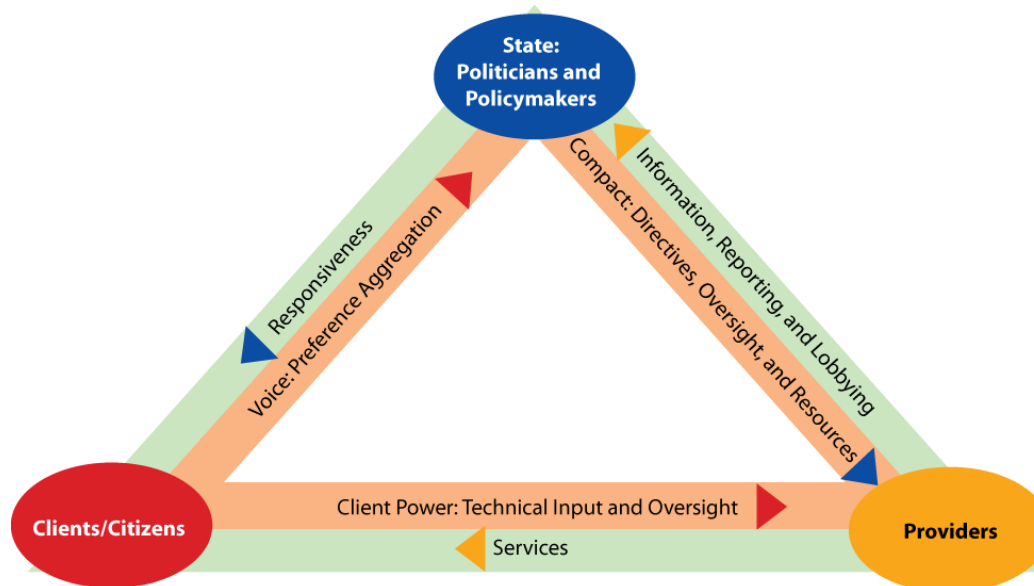 State:
Politicians and
Policymakers
Responsiveness
Voice: Preference Aggregation
Compact: Directives, Oversight, and Resources
Information, Reporting, and Lobbying
Clients/Citizens
Client Power: Technical Input and Oversight
Services
Providers